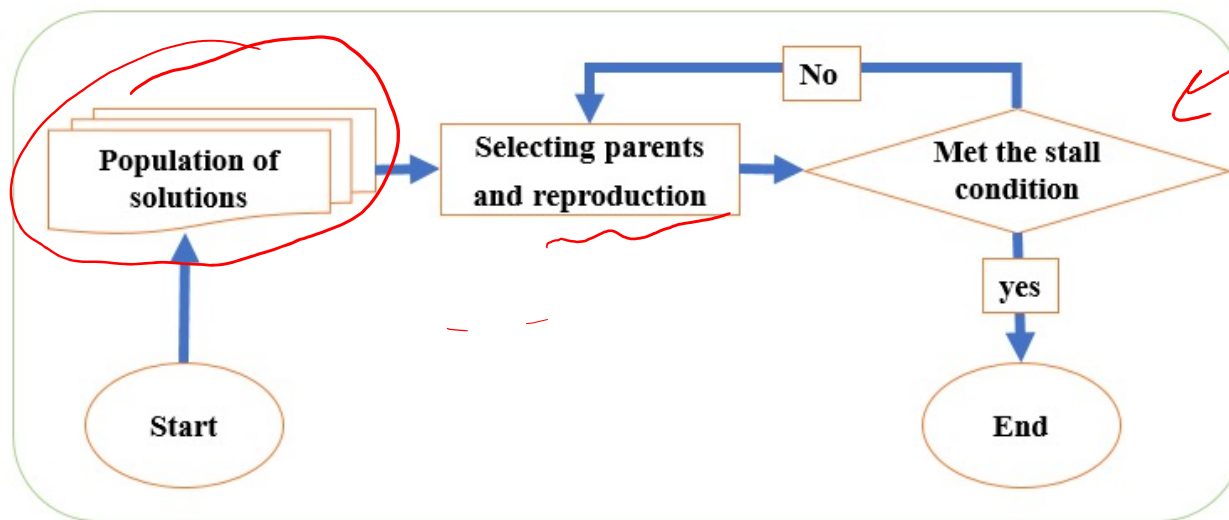 No
Population of
solutions
Selecting parents
and reproduction
Met the stall
condition
yes
Start
End